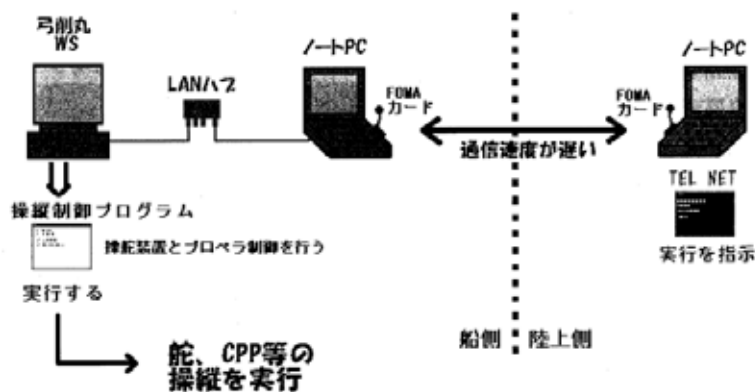 弓削丸
WS
LANハブ
ノートPC
FOMA
カード
通信速度が遅い
ノートPC
FOMA
カード
TEL NET
実行を指示
操縦制御プログラム
操舵装置とプロペラ制御を行う
実行する
舵、CPP等の
操縦を実行
船側
陸上側